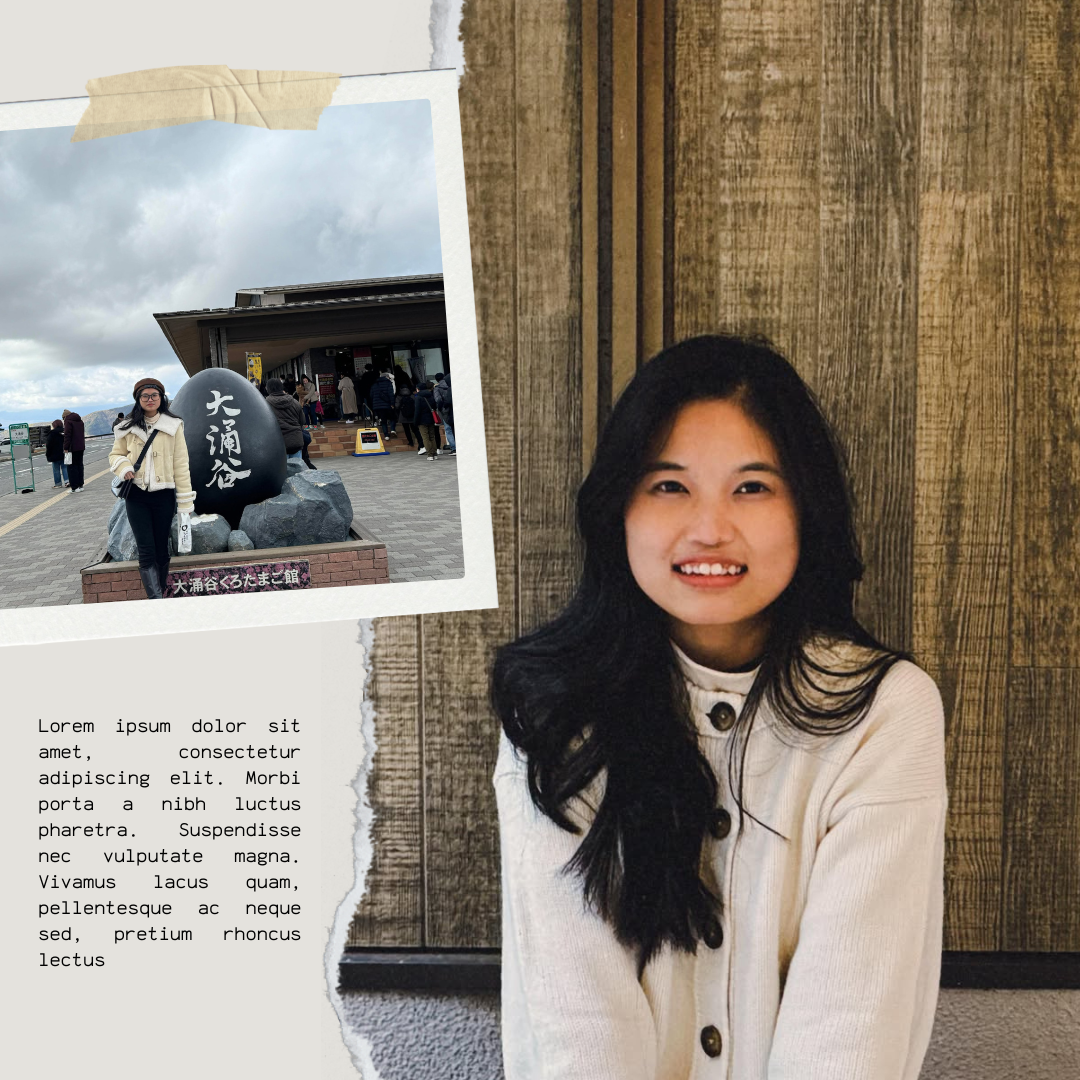 大涌谷
大涌谷くろたまご館
Lorem ipsum dolor sit
amet, consectetur
adipiscing elit. Morbi
porta a nibh luctus
pharetra. Suspendisse
nec vulputate magna.
Vivamus lacus quam,
pellentesque ac neque
sed, pretium rhoncus
lectus